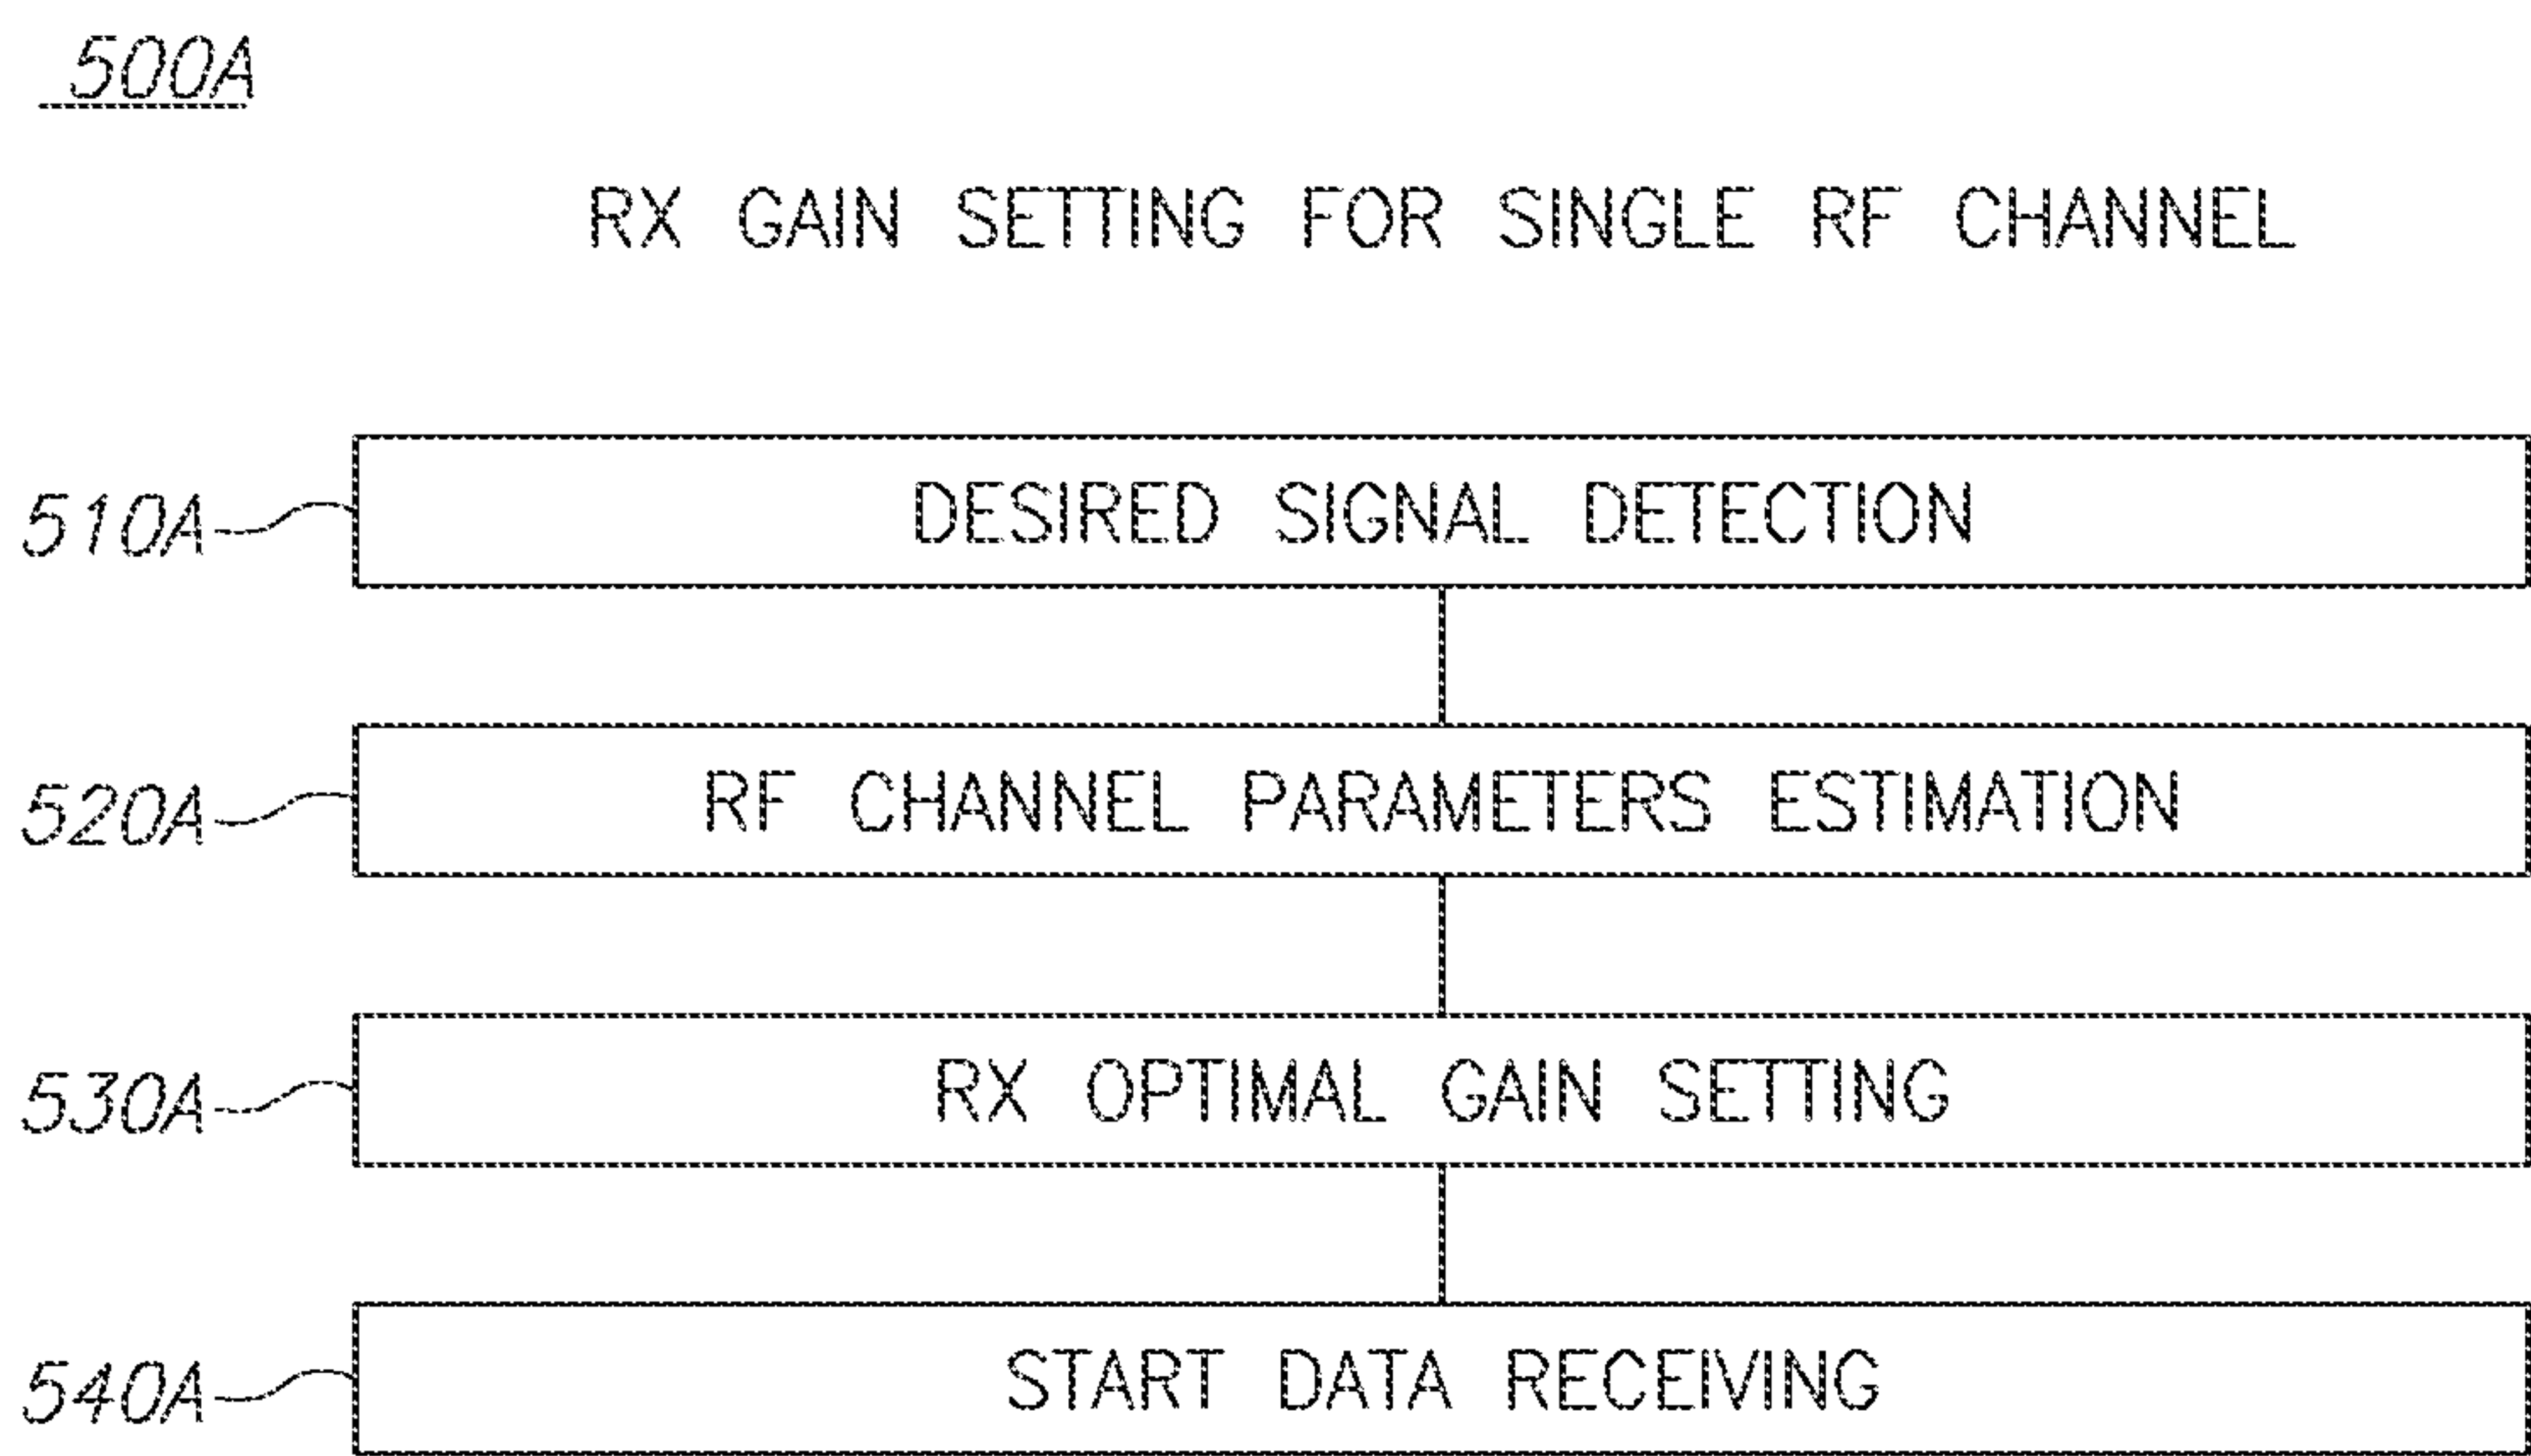 500A
RX GAIN SETTING FOR SINGLE RF CHANNEL
510A DESIRED SIGNAL DETECTION
520A RF CHANNEL PARAMETERS ESTIMATION
530A RX OPTIMAL GAIN SETTING
540A START DATA RECEIVING